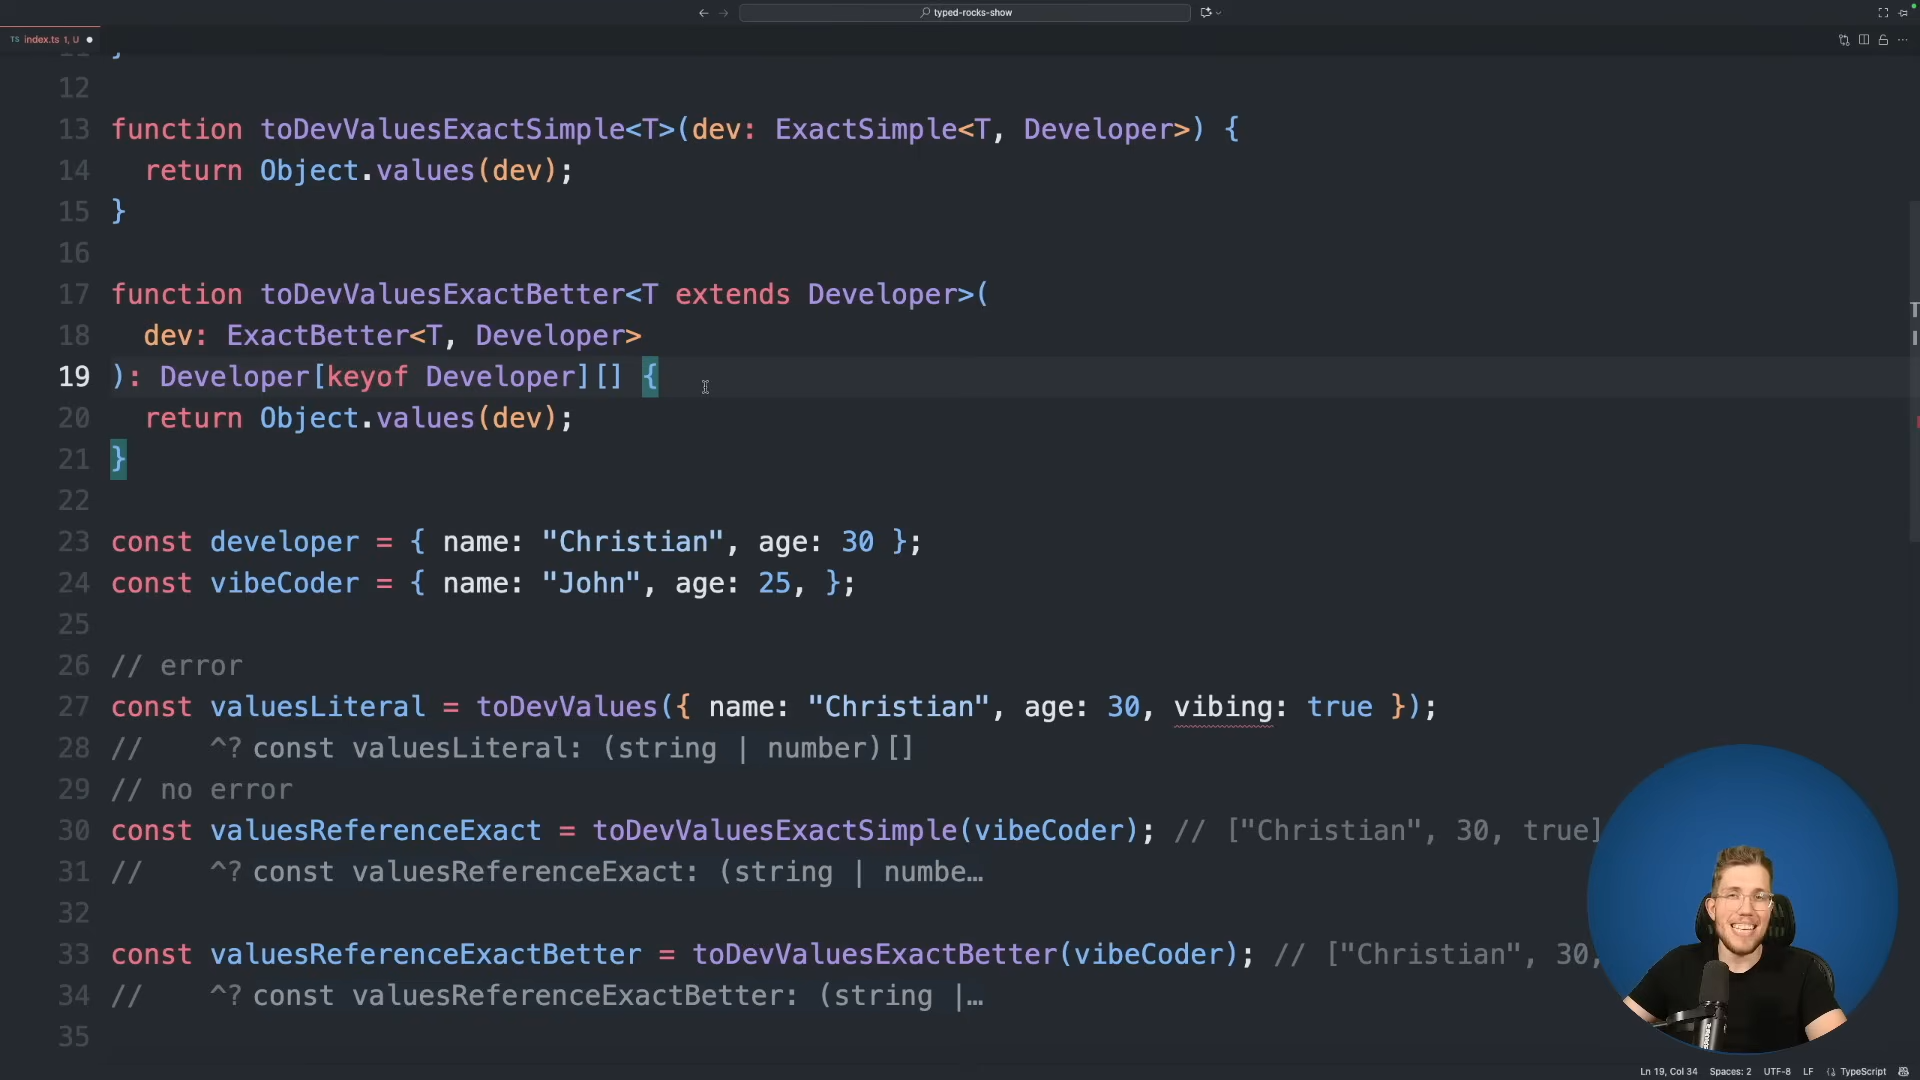 typed-rocks-show
TS index.ts 1, U
12
13 function toDevValuesExactSimple<T>(dev: ExactSimple<T, Developer>) {
14 return Object.values(dev);
15 }
16
17 function toDevValuesExactBetter<T extends Developer>(
18 dev: ExactBetter<T, Developer>
19 ): Developer[keyof Developer][] {
20 return Object.values(dev);
21 }
22
23 const developer = { name: "Christian", age: 30 };
24 const vibeCoder = { name: "John", age: 25, };
25
26 // error
27 const valuesLiteral = toDevValues({ name: "Christian", age: 30, vibing: true });
28 // ^? const valuesLiteral: (string | number)[]
29 // no error
30 const valuesReferenceExact = toDevValuesExactSimple(vibeCoder); // ["Christian", 30, true]
31 // ^? const valuesReferenceExact: (string | numbe…
32
33 const valuesReferenceExactBetter = toDevValuesExactBetter(vibeCoder); // ["Christian", 30,
34 // ^? const valuesReferenceExactBetter: (string |…
35
Ln 19, Col 34 Spaces: 2 UTF-8 LF {} TypeScript